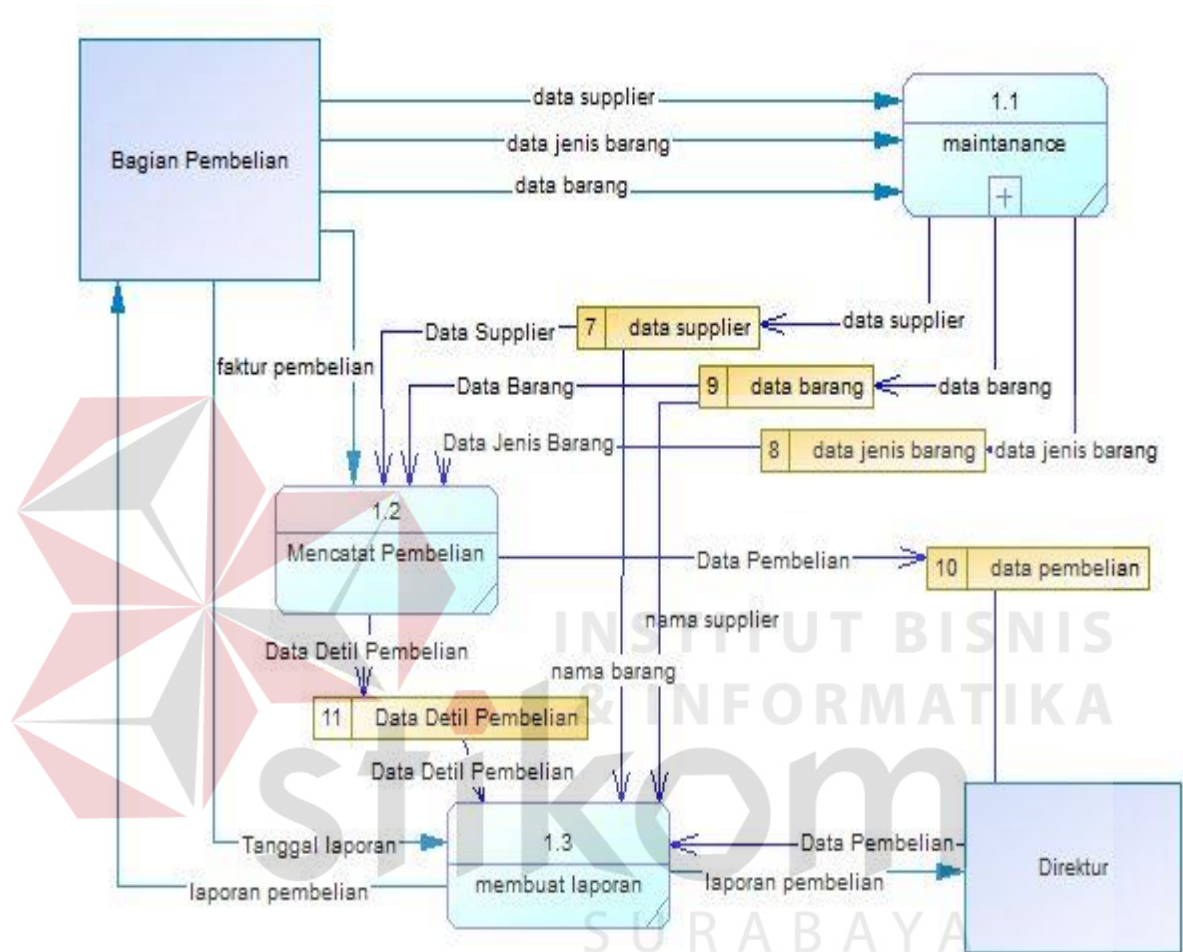 Bagian Pembelian
data supplier
data jenis barang
data barang
1.1
maintanance
faktur pembelian
Data Supplier
7 data supplier
data supplier
Data Barang
9 data barang
data barang
Data Jenis Barang
8 data jenis barang
data jenis barang
1.2
Mencatat Pembelian
Data Pembelian
10 data pembelian
nama supplier
Data Detil Pembelian
nama barang
11 Data Detil Pembelian
Data Detil Pembelian
Tanggal laporan
1.3
membuat laporan
Data Pembelian
laporan pembelian
laporan pembelian
Direktur
INSTITUT BISNIS
& INFORMATIKA
stikom
SURABAYA